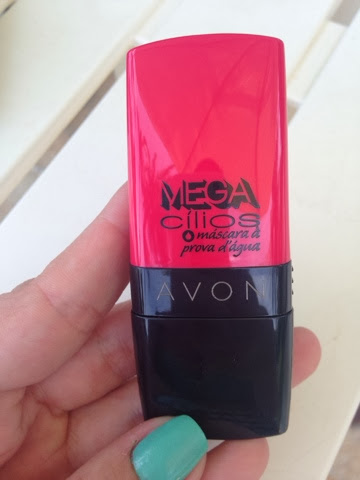 MEGA
cílios
máscara à
prova d'água
AVON